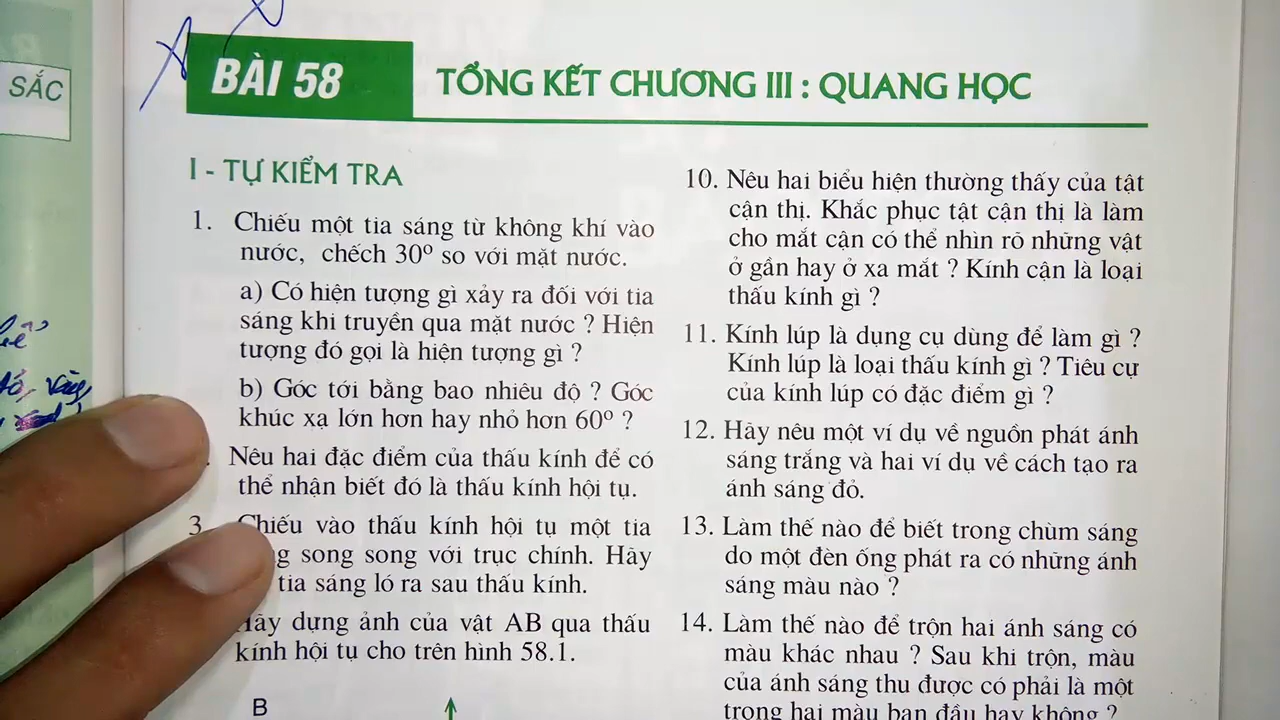 SẮC
BÀI 58
TỔNG KẾT CHƯƠNG III : QUANG HỌC
I - TỰ KIỂM TRA
1. Chiếu một tia sáng từ không khí vào
nước, chếch 30º so với mặt nước.
a) Có hiện tượng gì xảy ra đối với tia
sáng khi truyền qua mặt nước ? Hiện
tượng đó gọi là hiện tượng gì ?
b) Góc tới bằng bao nhiêu độ ? Góc
khúc xạ lớn hơn hay nhỏ hơn 60º ?
Nêu hai đặc điểm của thấu kính để có
thể nhận biết đó là thấu kính hội tụ.
3. Chiếu vào thấu kính hội tụ một tia
song song với trục chính. Hãy
tia sáng ló ra sau thấu kính.
Hãy dựng ảnh của vật AB qua thấu
kính hội tụ cho trên hình 58.1.
B
10. Nêu hai biểu hiện thường thấy của tật
cận thị. Khắc phục tật cận thị là làm
cho mắt cận có thể nhìn rõ những vật
ở gần hay ở xa mắt ? Kính cận là loại
thấu kính gì ?
11. Kính lúp là dụng cụ dùng để làm gì ?
Kính lúp là loại thấu kính gì ? Tiêu cự
của kính lúp có đặc điểm gì ?
12. Hãy nêu một ví dụ về nguồn phát ánh
sáng trắng và hai ví dụ về cách tạo ra
ánh sáng đỏ.
13. Làm thế nào để biết trong chùm sáng
do một đèn ống phát ra có những ánh
sáng màu nào ?
14. Làm thế nào để trộn hai ánh sáng có
màu khác nhau ? Sau khi trộn, màu
của ánh sáng thu được có phải là một
trong hai màu ban đầu hay không ?